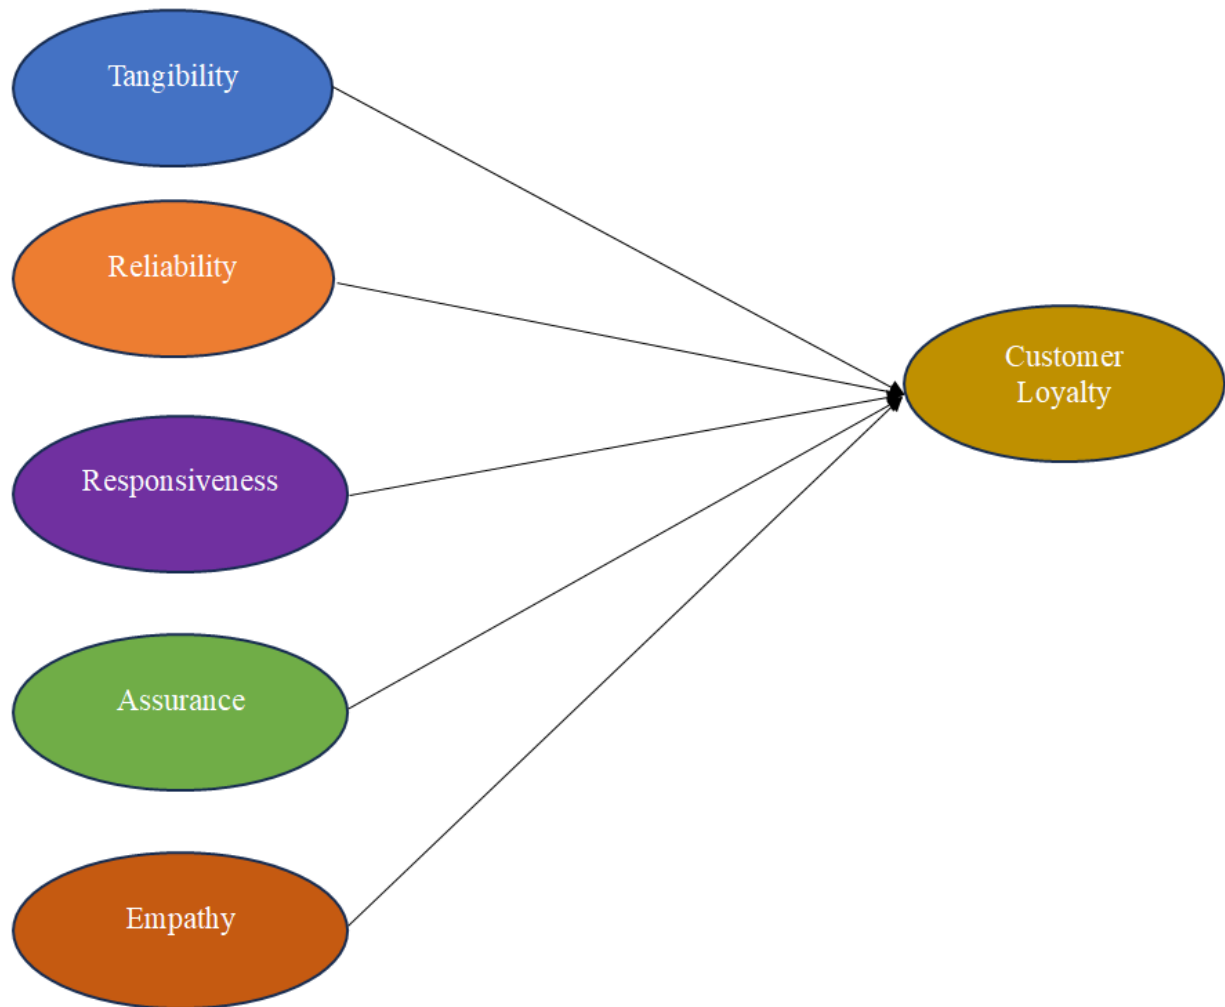 Tangibility
Reliability
Customer
Loyalty
Responsiveness
Assurance
Empathy